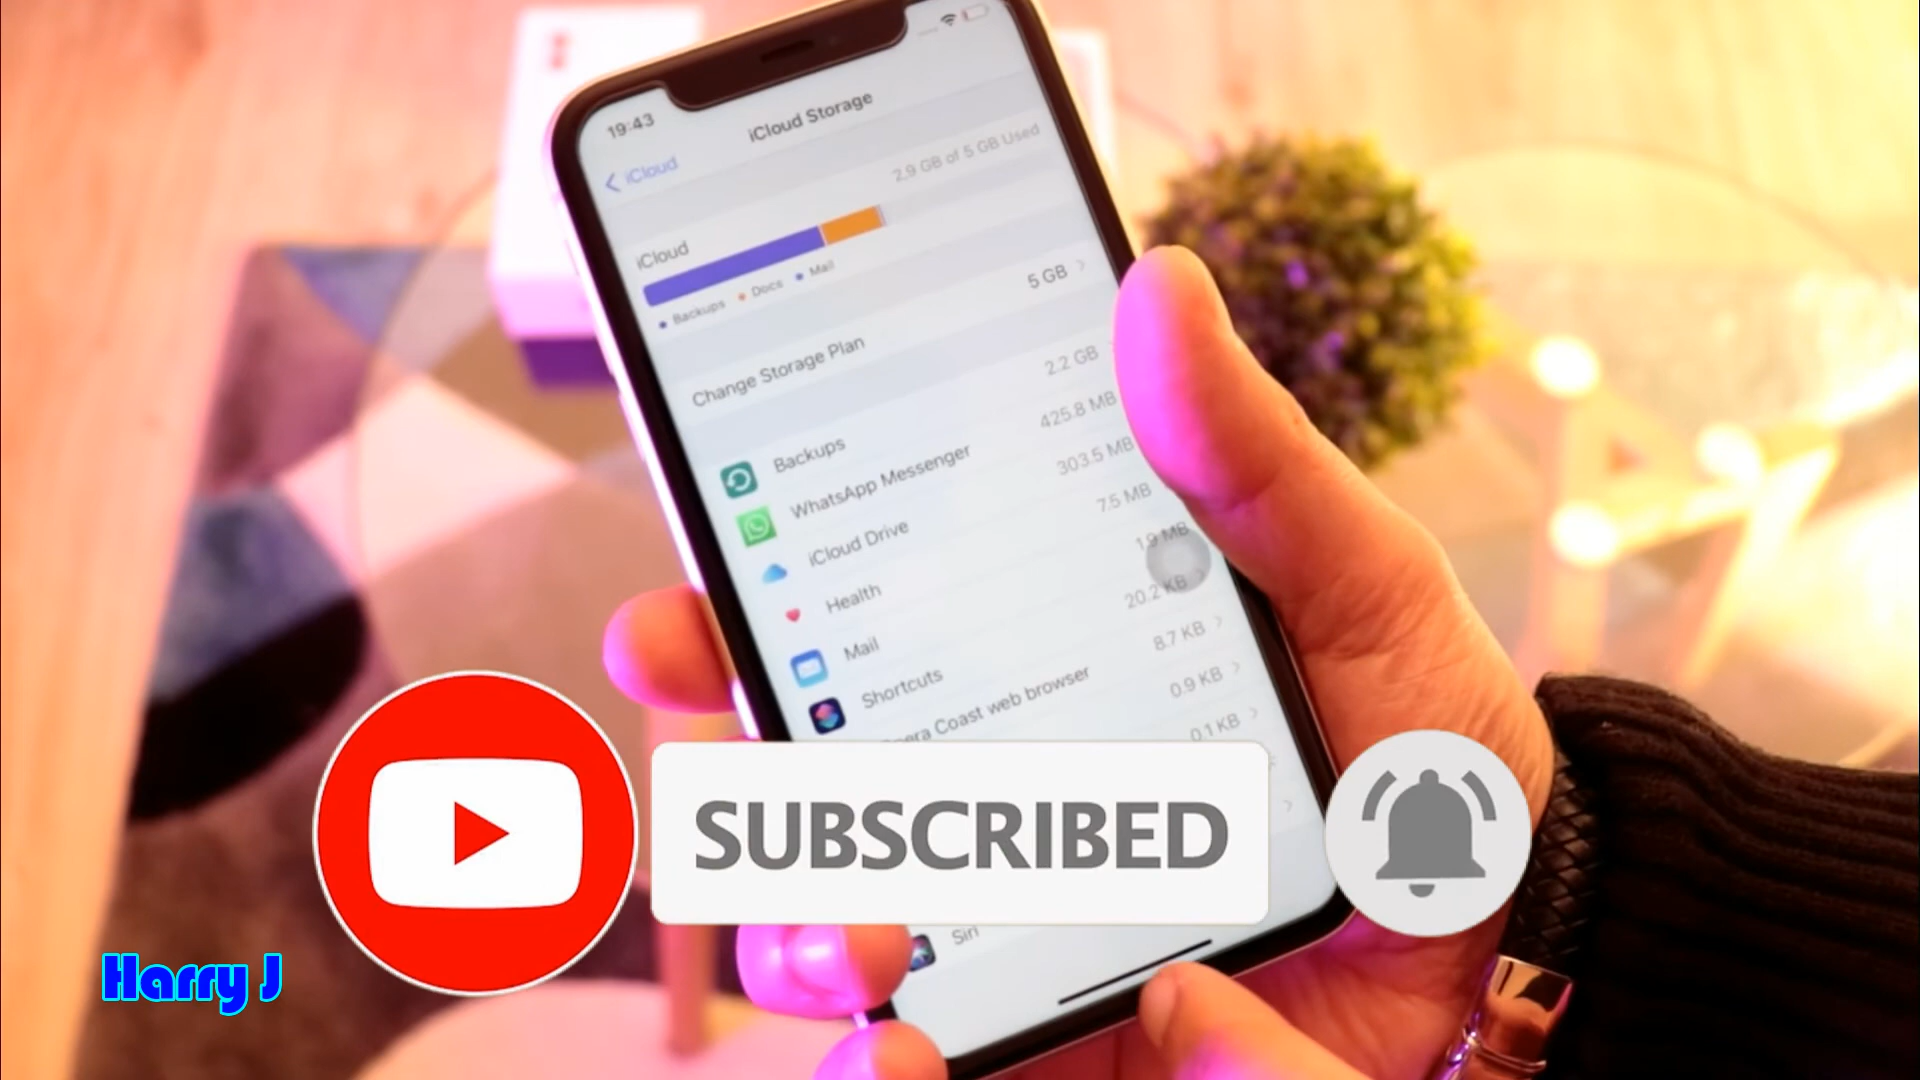 19:43
iCloud Storage
iCloud
iCloud
2.9 GB of 5 GB Used
Backups Docs Mail
Change Storage Plan 5 GB
Backups 2.2 GB
WhatsApp Messenger 425.8 MB
iCloud Drive 303.5 MB
Health 7.5 MB
Mail 1.9 MB
Shortcuts 20.2 KB
Coast web browser 8.7 KB
0.9 KB
0.1 KB
SUBSCRIBED
Siri
Harry J